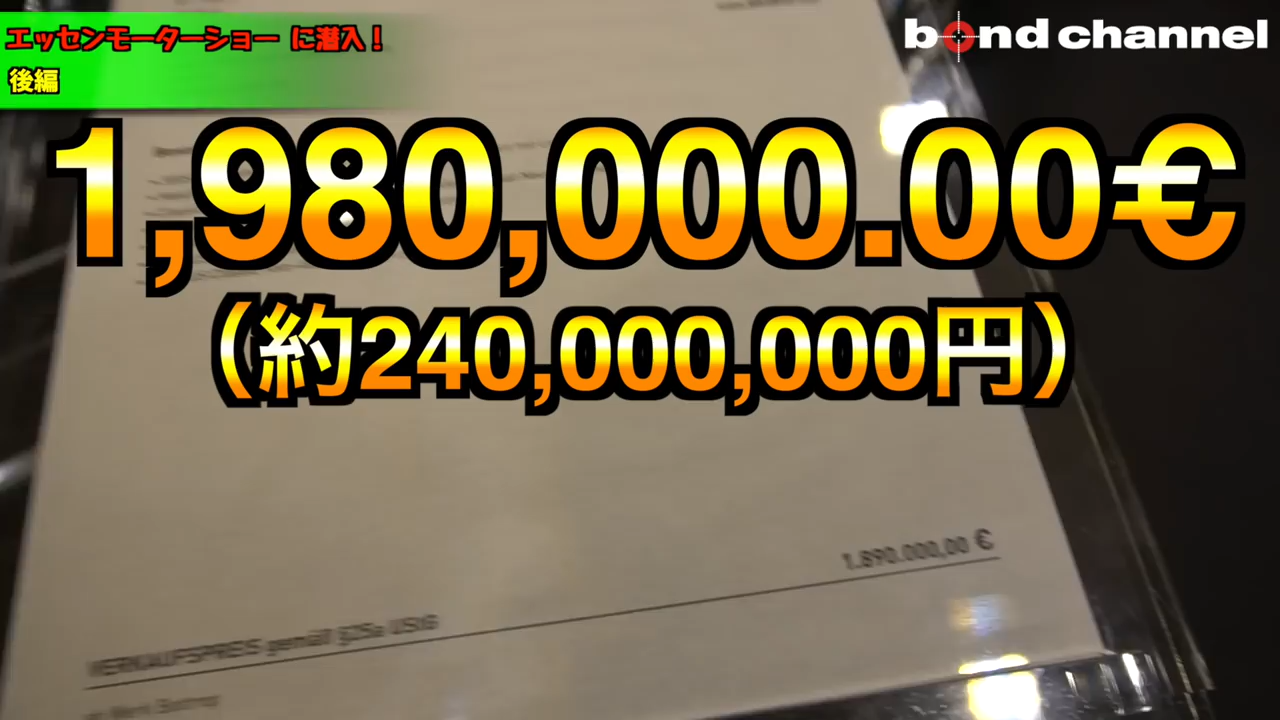 エッセンモーターショー に潜入!
後編
bond channel
1,980,000.00€
(約240,000,000円)
1.890.000,00 €
VERKAUFSPREIS gemäß §25a UStG